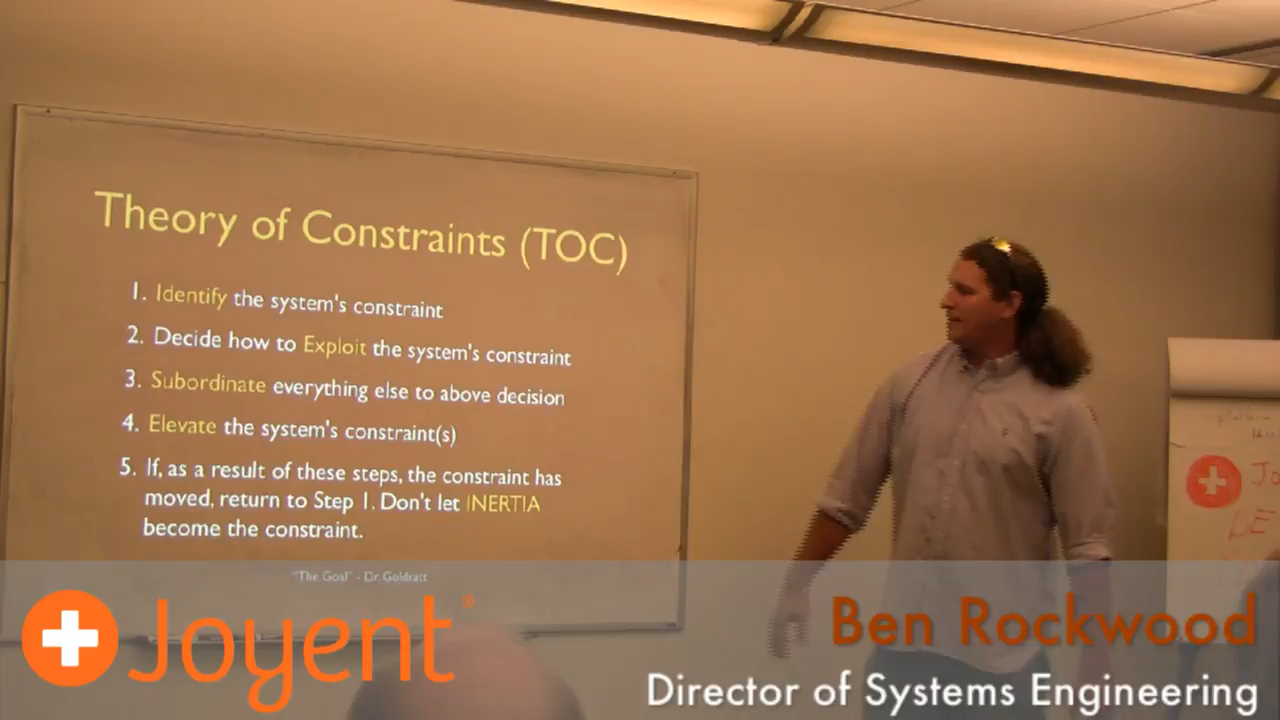 Theory of Constraints (TOC)
1. Identify the system's constraint
2. Decide how to Exploit the system's constraint
3. Subordinate everything else to above decision
4. Elevate the system's constraint(s)
5. If, as a result of these steps, the constraint has
moved, return to Step 1. Don't let INERTIA
become the constraint.
"The Goal" - Dr Goldratt
Joyent®
Ben Rockwood
Director of Systems Engineering